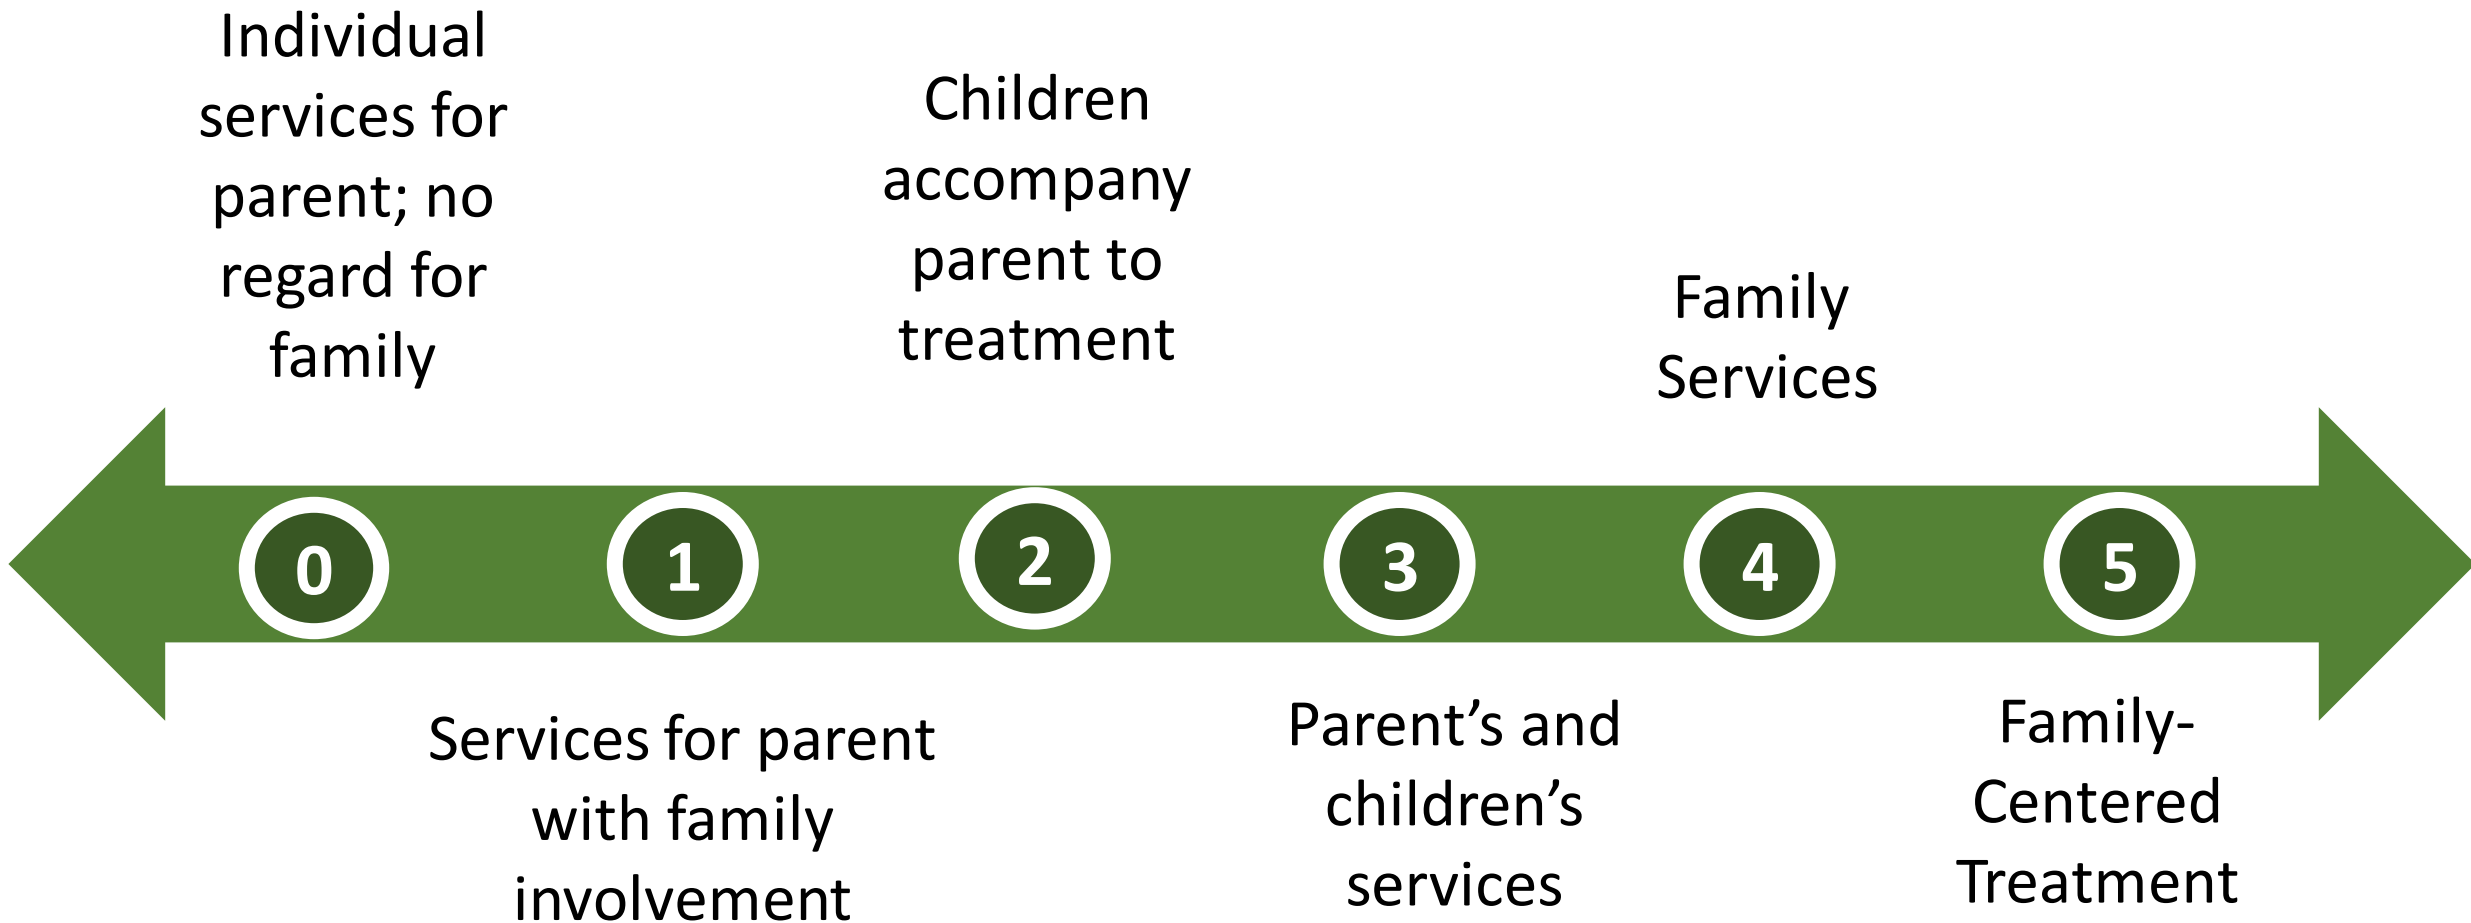 Individual
services for
parent; no
regard for
family
Children
accompany
parent to
treatment
Family
Services
0
1
2
3
4
5
Services for parent
with family
involvement
Parent’s and
children’s
services
Family-
Centered
Treatment